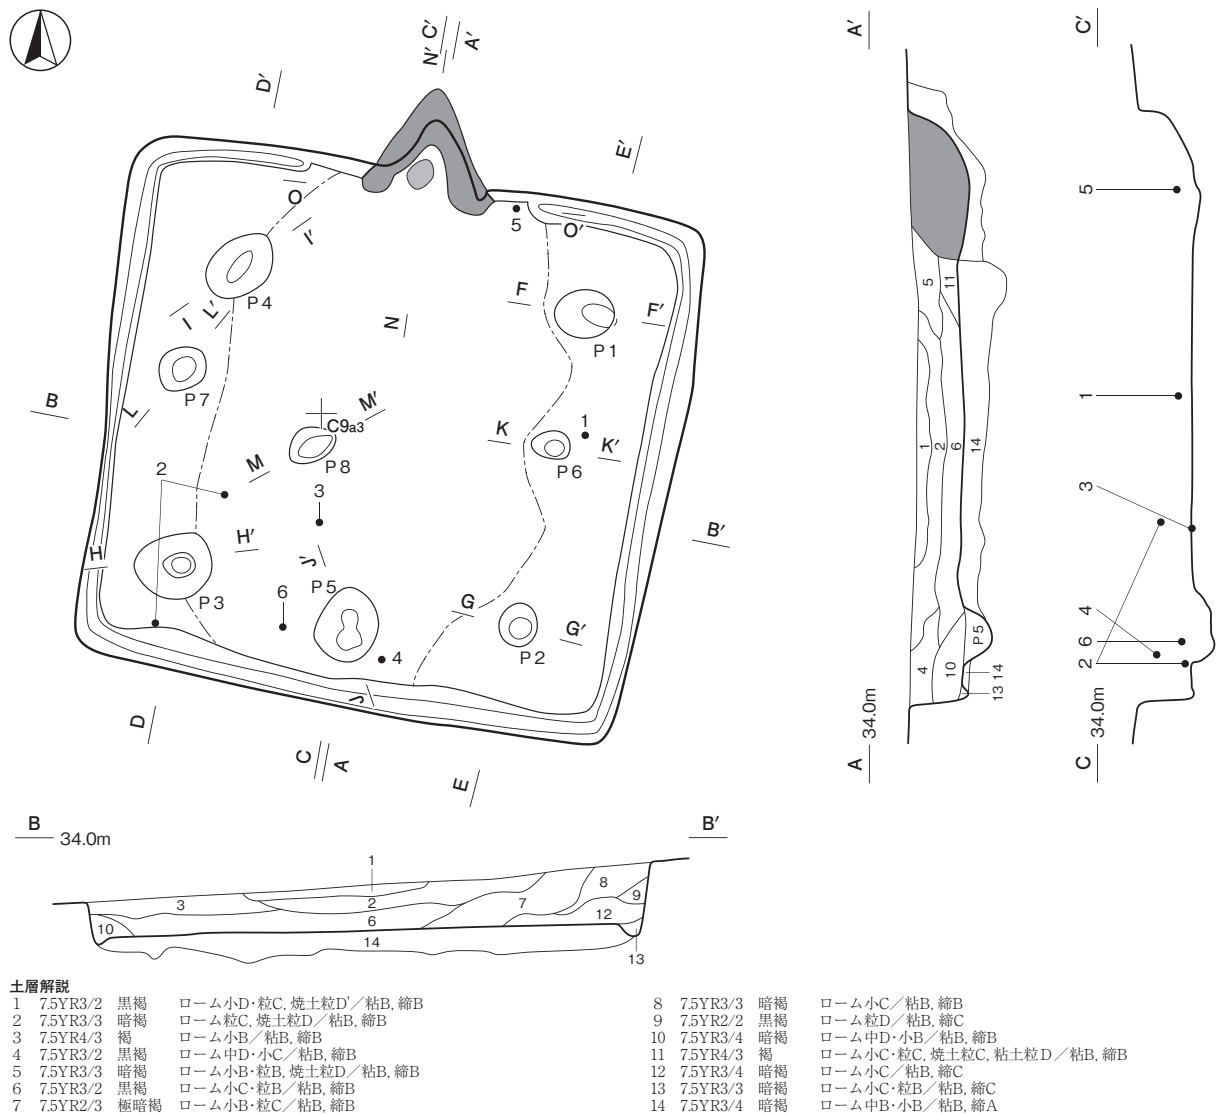 N′
C′
A′
D′
E′
O
I′
5
O′
P4
I
L′
F
F′
P1
N
P7
L
B
M′
C9a3
K
1
K′
P6
M
P8
2
3
H
H′
B′
J′
P5
P3
6
G
G′
P2
4
J
D
C
A
E
A′
5
11
1
2
6
14
P5
4
10
14
13
A
34.0m
C′
5
1
3
4
6
2
C
34.0m
B
34.0m
B′
1
3
2
8
9
7
6
12
10
14
13
土層解説
1 7.5YR3/2 黒褐 ローム小D・粒C, 焼土粒D'／粘B, 締B
2 7.5YR3/3 暗褐 ローム粒C, 焼土粒D／粘B, 締B
3 7.5YR4/3 褐 ローム小B／粘B, 締B
4 7.5YR3/2 黒褐 ローム中D・小C／粘B, 締B
5 7.5YR3/3 暗褐 ローム小B・粒B, 焼土粒D／粘B, 締B
6 7.5YR3/2 黒褐 ローム小C・粒B／粘B, 締B
7 7.5YR2/3 極暗褐 ローム小B・粒C／粘B, 締B
8 7.5YR3/3 暗褐 ローム小C／粘B, 締B
9 7.5YR2/2 黒褐 ローム粒D／粘B, 締C
10 7.5YR3/4 暗褐 ローム中D・小B／粘B, 締B
11 7.5YR4/3 褐 ローム小C・粒C, 焼土粒C, 粘土粒D／粘B, 締B
12 7.5YR3/4 暗褐 ローム小C／粘B, 締C
13 7.5YR3/3 暗褐 ローム小C・粒B／粘B, 締C
14 7.5YR3/4 暗褐 ローム中B・小B／粘B, 締A